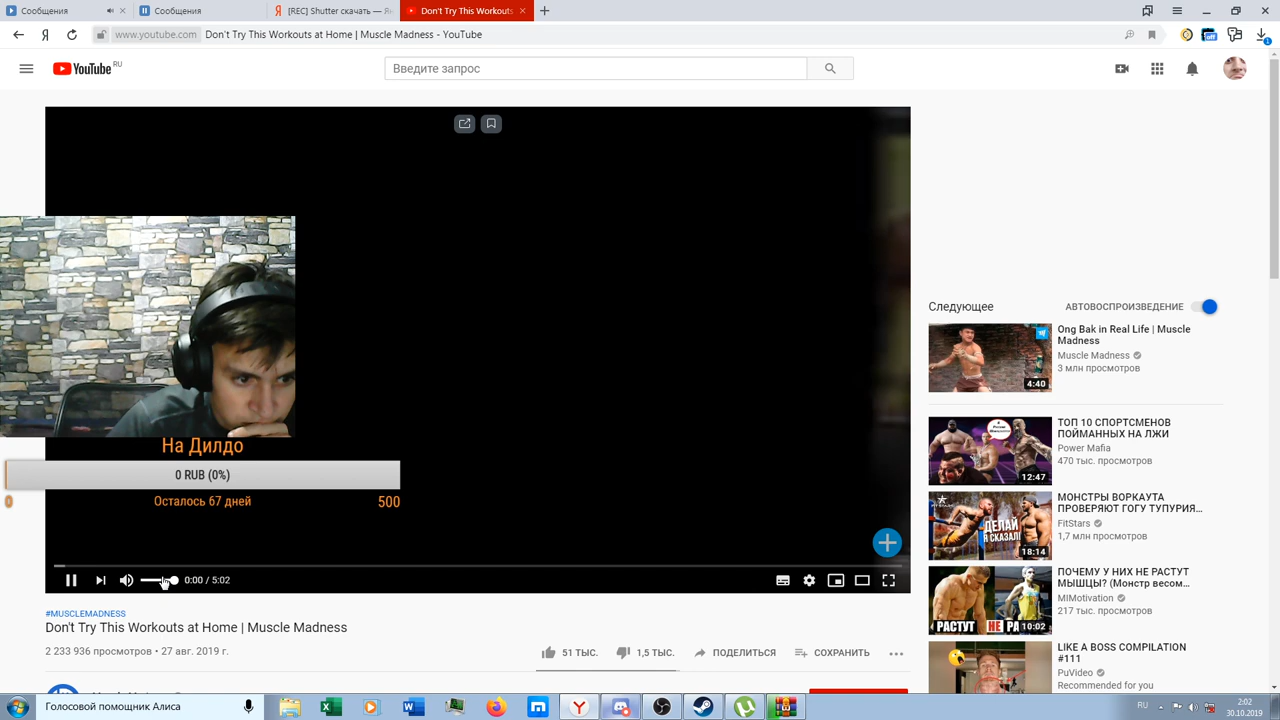 Сообщения
Сообщения
[REC] Shutter скачать — Я
Don't Try This Workouts
www.youtube.com Don't Try This Workouts at Home | Muscle Madness - YouTube
off
1
YouTube RU
Введите запрос
На Дилдо
0 RUB (0%)
0 Осталось 67 дней 500
0:00 / 5:02
#MUSCLEMADNESS
Don't Try This Workouts at Home | Muscle Madness
2 233 936 просмотров • 27 авг. 2019 г.
51 ТЫС.
1,5 ТЫС.
ПОДЕЛИТЬСЯ
СОХРАНИТЬ
Следующее
АВТОВОСПРОИЗВЕДЕНИЕ
4:40
Ong Bak in Real Life | Muscle
Madness
Muscle Madness
3 млн просмотров
12:47
ТОП 10 СПОРТСМЕНОВ
ПОЙМАННЫХ НА ЛЖИ
Power Mafia
470 тыс. просмотров
ДЕЛАЙ
Я СКАЗАЛ!
18:14
МОНСТРЫ ВОРКАУТА
ПРОВЕРЯЮТ ГОГУ ТУПУРИЯ...
FitStars
1,7 млн просмотров
РАСТУТ НЕ РА
10:02
ПОЧЕМУ У НИХ НЕ РАСТУТ
МЫШЦЫ? (Монстр весом...
MIMotivation
217 тыс. просмотров
LIKE A BOSS COMPILATION
#111
PuVideo
Recommended for you
Голосовой помощник Алиса
RU
2:02
30.10.2019